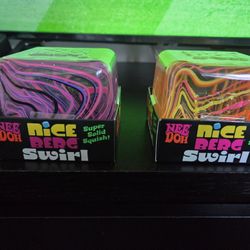 NEE
DOH
NiCE
BERG
Swirl
Super
Solid
Squish!
NEE
DOH
NiCE
BERG
Swirl